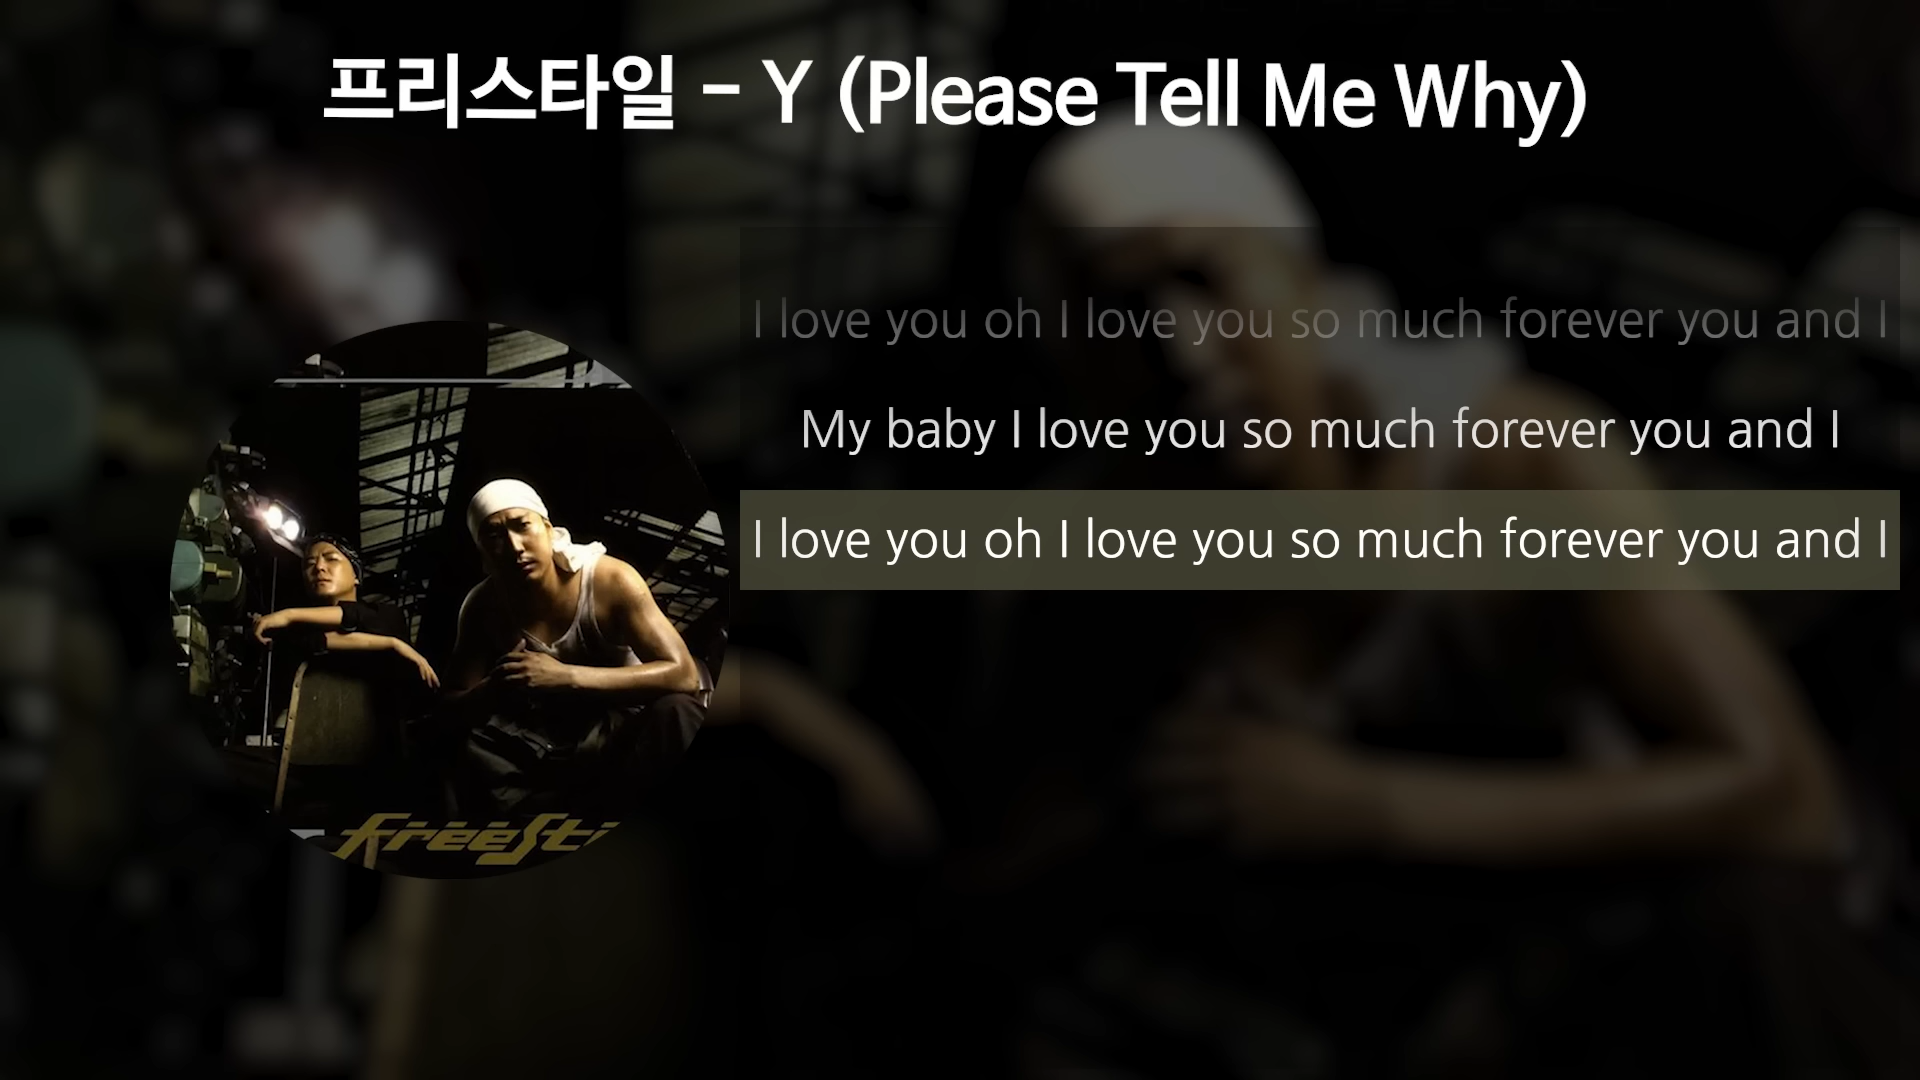 프리스타일 - Y (Please Tell Me Why)
I love you oh I love you so much forever you and I
My baby I love you so much forever you and I
I love you oh I love you so much forever you and I
FreeSt